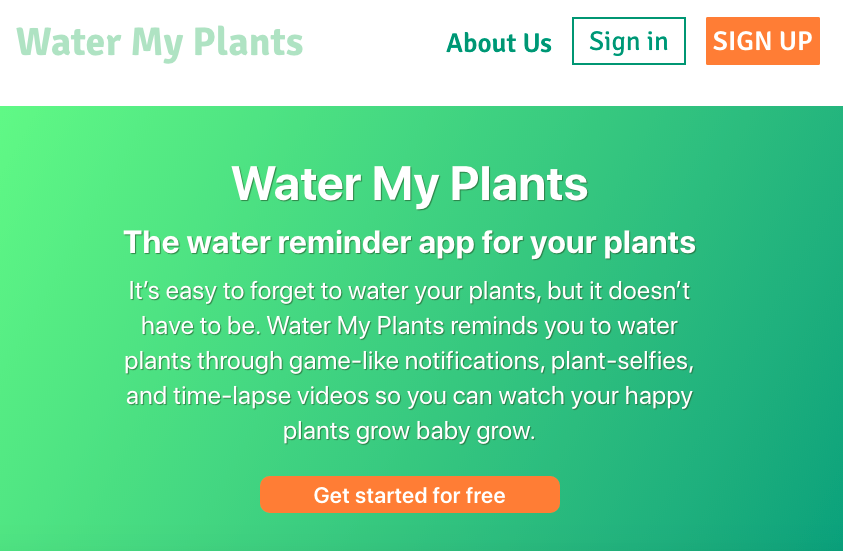 Water My Plants
About Us
Sign in
SIGN UP
Water My Plants
The water reminder app for your plants
It’s easy to forget to water your plants, but it doesn’t
have to be. Water My Plants reminds you to water
plants through game-like notifications, plant-selfies,
and time-lapse videos so you can watch your happy
plants grow baby grow.
Get started for free